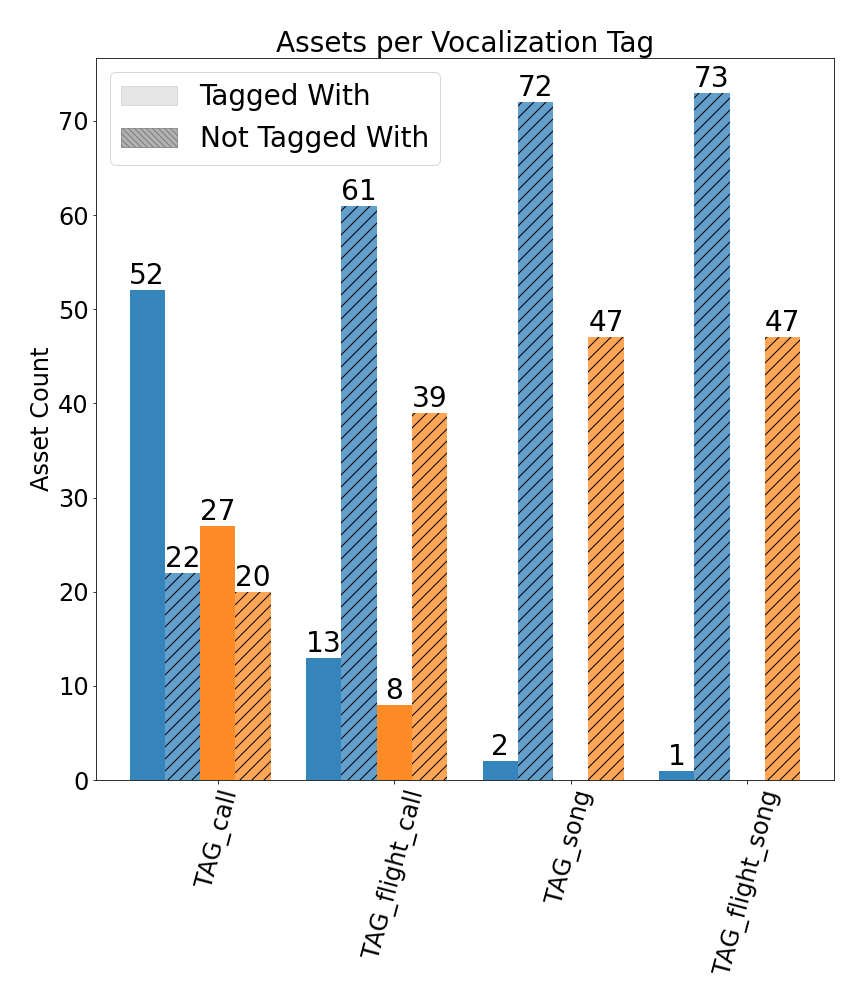 Assets per Vocalization Tag
Tagged With
Not Tagged With
Asset Count
70
60
50
40
30
20
10
0
52
22
27
20
13
61
8
39
2
72
47
1
73
47
TAG_call
TAG_flight_call
TAG_song
TAG_flight_song